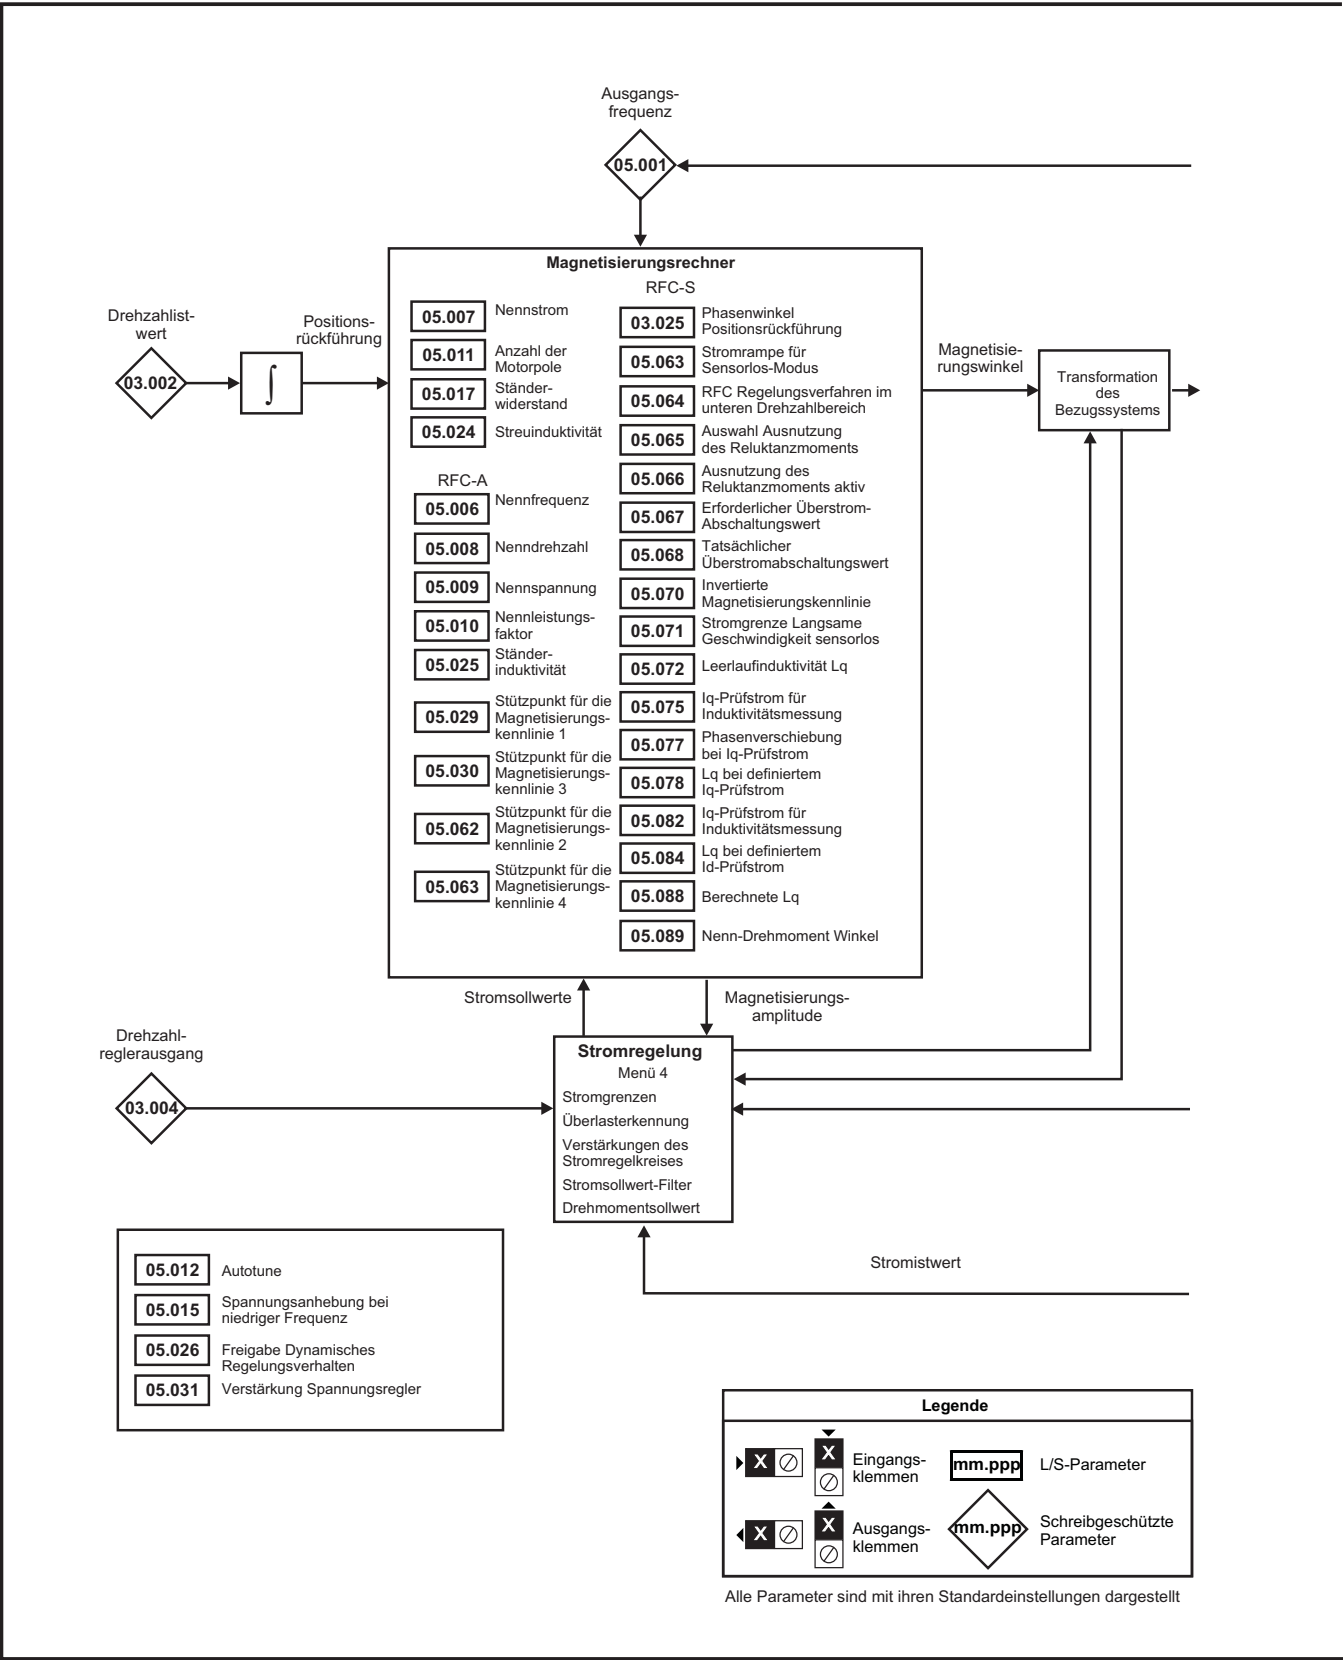 Ausgangs-
frequenz
05.001
Magnetisierungsrechner
Drehzahlist-
wert
03.002
∫
Positions-
rückführung
05.007 Nennstrom
05.011 Anzahl der
Motorpole
05.017 Ständer-
widerstand
05.024 Streuinduktivität
RFC-A
05.006 Nennfrequenz
05.008 Nenndrehzahl
05.009 Nennspannung
05.010 Nennleistungs-
faktor
05.025 Ständer-
induktivität
05.029 Stützpunkt für die
Magnetisierungs-
kennlinie 1
05.030 Stützpunkt für die
Magnetisierungs-
kennlinie 3
05.062 Stützpunkt für die
Magnetisierungs-
kennlinie 2
05.063 Stützpunkt für die
Magnetisierungs-
kennlinie 4
RFC-S
03.025 Phasenwinkel
Positionsrückführung
05.063 Stromrampe für
Sensorlos-Modus
05.064 RFC Regelungsverfahren im
unteren Drehzahlbereich
05.065 Auswahl Ausnutzung
des Reluktanzmoments
05.066 Ausnutzung des
Reluktanzmoments aktiv
05.067 Erforderlicher Überstrom-
Abschaltungswert
05.068 Tatsächlicher
Überstromabschaltungswert
05.070 Invertierte
Magnetisierungskennlinie
05.071 Stromgrenze Langsame
Geschwindigkeit sensorlos
05.072 Leerlaufinduktivität Lq
05.075 Iq-Prüfstrom für
Induktivitätsmessung
05.077 Phasenverschiebung
bei Iq-Prüfstrom
05.078 Lq bei definiertem
Iq-Prüfstrom
05.082 Iq-Prüfstrom für
Induktivitätsmessung
05.084 Lq bei definiertem
Id-Prüfstrom
05.088 Berechnete Lq
05.089 Nenn-Drehmoment Winkel
Magnetisie-
rungswinkel
Transformation
des
Bezugssystems
Stromsollwerte
Magnetisierungs-
amplitude
Drehzahl-
reglerausgang
03.004
Stromregelung
Menü 4
Stromgrenzen
Überlasterkennung
Verstärkungen des
Stromregelkreises
Stromsollwert-Filter
Drehmomentsollwert
Stromistwert
05.012 Autotune
05.015 Spannungsanhebung bei
niedriger Frequenz
05.026 Freigabe Dynamisches
Regelungsverhalten
05.031 Verstärkung Spannungsregler
Legende
X X Eingangs-
klemmen
mm.ppp L/S-Parameter
X X Ausgangs-
klemmen
mm.ppp Schreibgeschützte
Parameter
Alle Parameter sind mit ihren Standardeinstellungen dargestellt